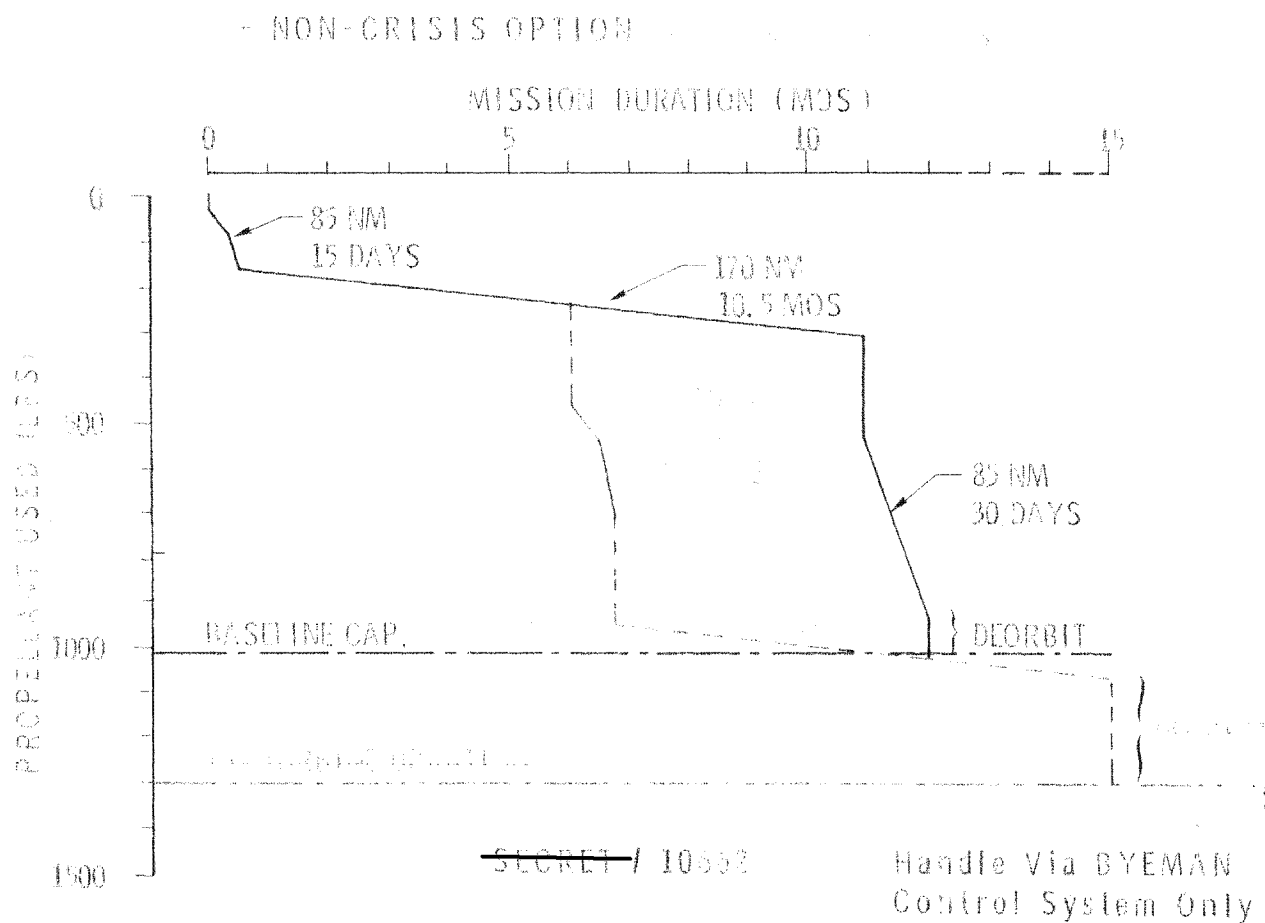 - NON-CRISIS OPTION
MISSION DURATION (MOS)
0 5 10 15
0
500
1000
1500
PROPELLANT USED (LBS)
85 NM
15 DAYS
170 NM
10.5 MOS
85 NM
30 DAYS
BASELINE CAP.
DEORBIT
SECRET /
Handle Via BYEMAN
Control System Only